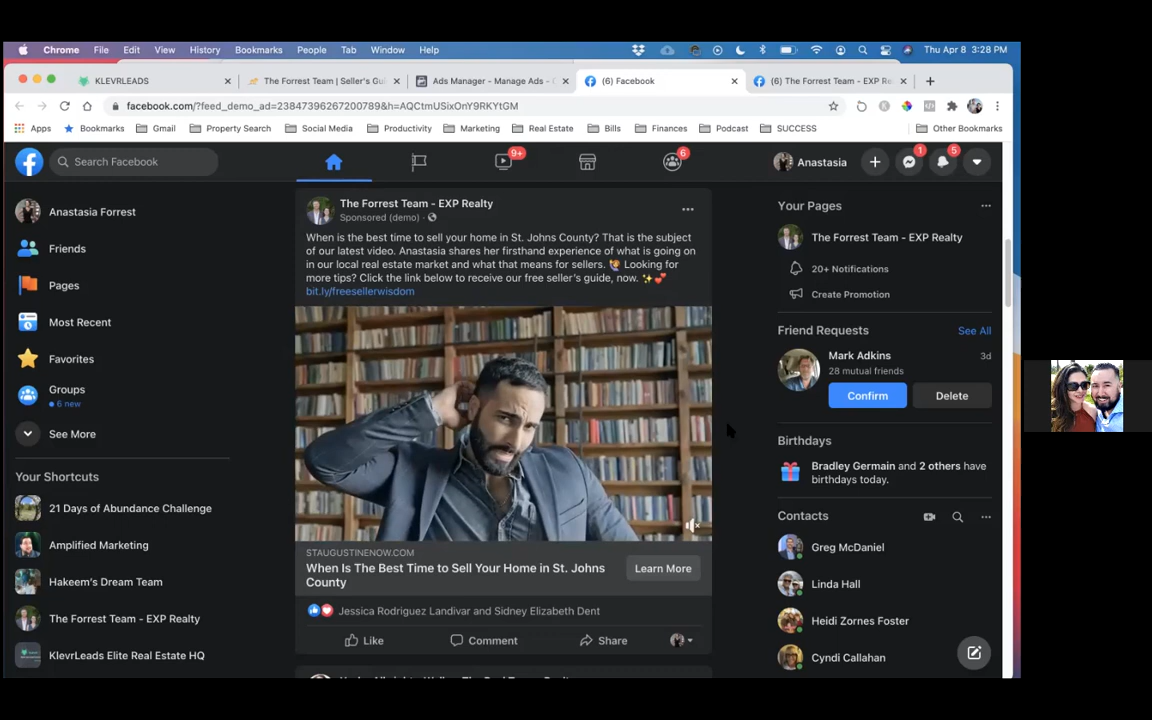 Chrome File Edit View History Bookmarks People Tab Window Help Thu Apr 8 3:28 PM
KLEVRLEADS The Forrest Team | Seller's Gui Ads Manager - Manage Ads - (6) Facebook (6) The Forrest Team - EXP Re
facebook.com/?feed_demo_ad=23847396267200789&h=AQCtmUSixOnY9RKYtGM
Apps Bookmarks Gmail Property Search Social Media Productivity Marketing Real Estate Bills Finances Podcast SUCCESS Other Bookmarks
Search Facebook 9+ 6 Anastasia 1 5
Anastasia Forrest
Friends
Pages
Most Recent
Favorites
Groups
6 new
See More
Your Shortcuts
21 Days of Abundance Challenge
Amplified Marketing
Hakeem's Dream Team
The Forrest Team - EXP Realty
KlevrLeads Elite Real Estate HQ
The Forrest Team - EXP Realty
Sponsored (demo) ·
When is the best time to sell your home in St. Johns County? That is the subject
of our latest video. Anastasia shares her firsthand experience of what is going on
in our local real estate market and what that means for sellers. 🙋 Looking for
more tips? Click the link below to receive our free seller's guide, now. ✨💕
bit.ly/freesellerwisdom
STAUGUSTINENOW.COM
When Is The Best Time to Sell Your Home in St. Johns
County
Learn More
Jessica Rodriguez Landivar and Sidney Elizabeth Dent
Like Comment Share
Your Pages
The Forrest Team - EXP Realty
20+ Notifications
Create Promotion
Friend Requests See All
Mark Adkins 3d
28 mutual friends
Confirm Delete
Birthdays
Bradley Germain and 2 others have
birthdays today.
Contacts
Greg McDaniel
Linda Hall
Heidi Zornes Foster
Cyndi Callahan